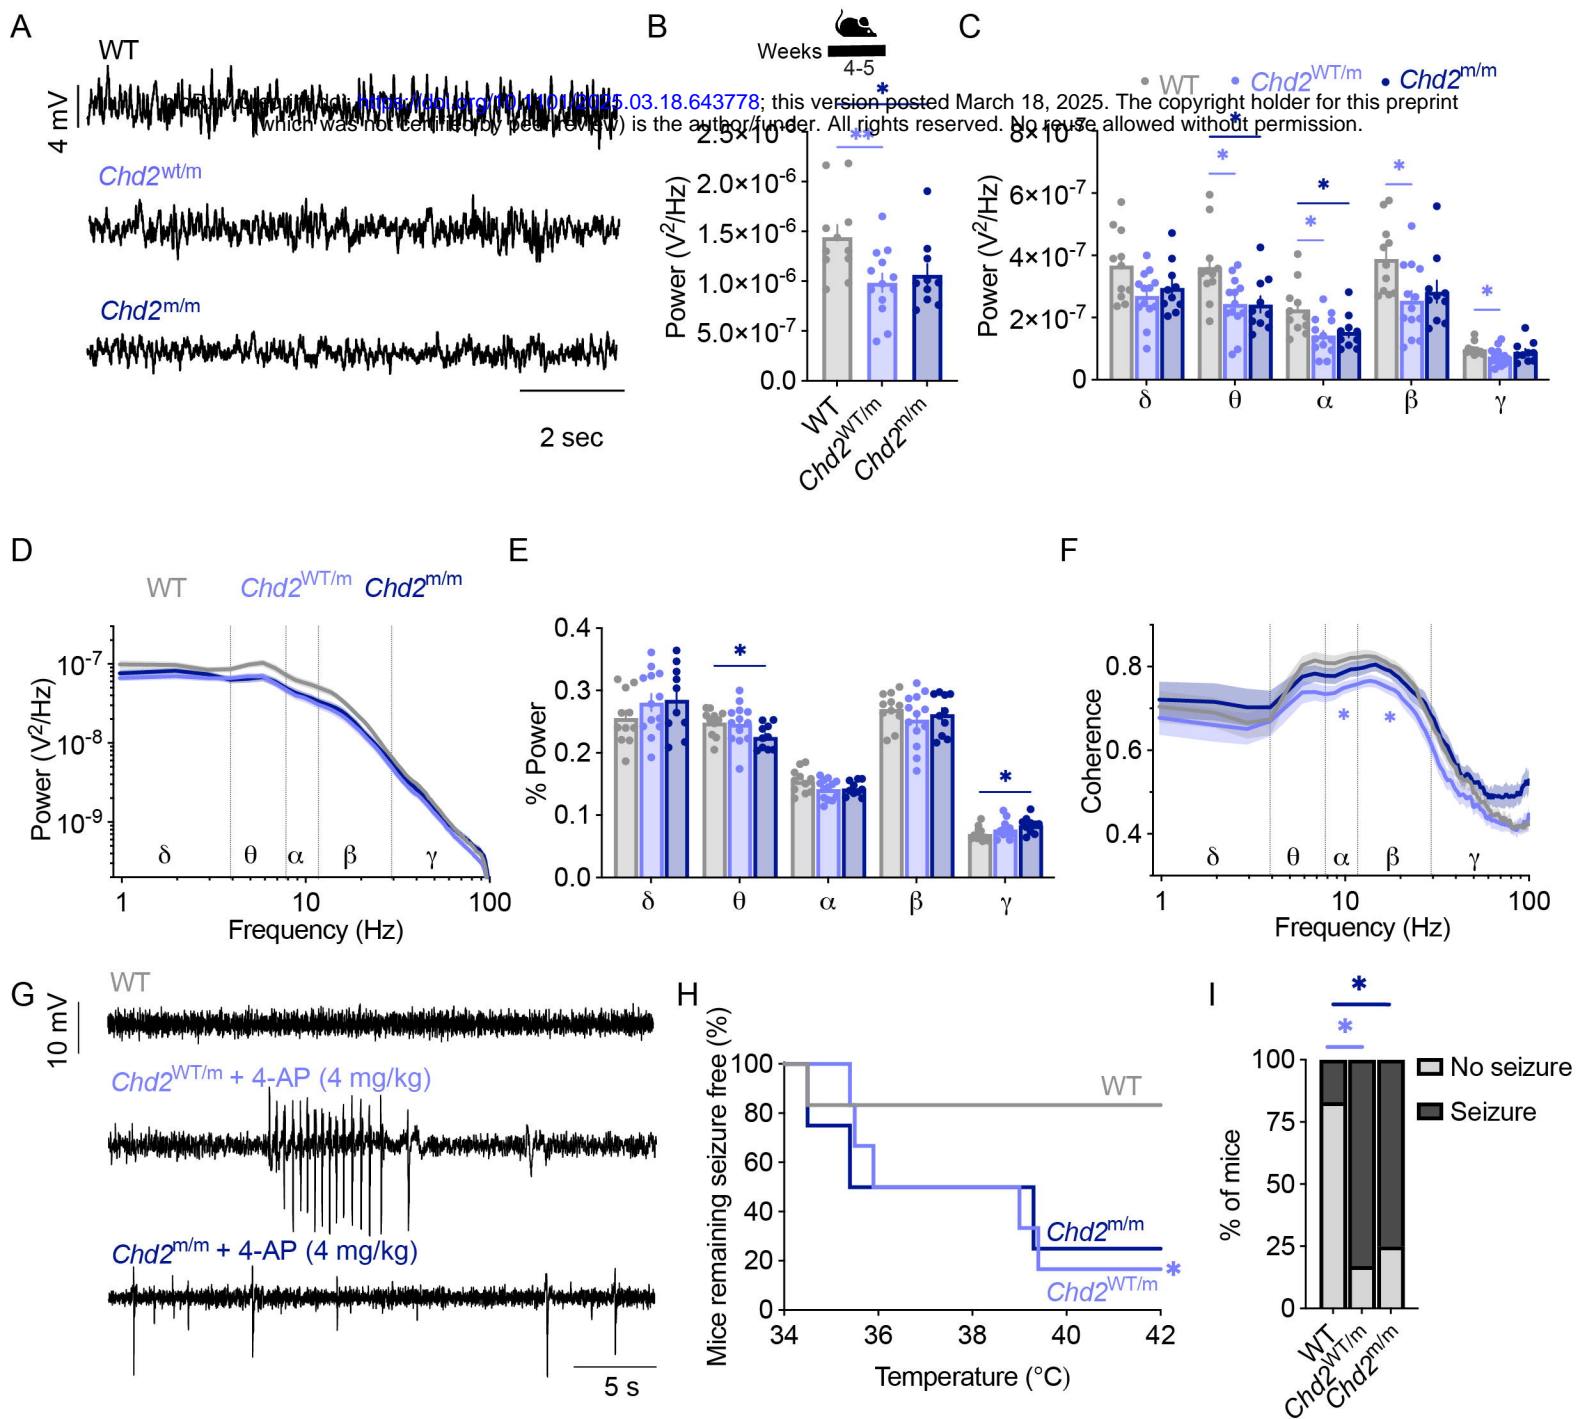 A
WT
4 mV
Chd2wt/m
Chd2m/m
2 sec
B
Weeks
4-5
*
**
Power (V2/Hz)
2.5×10-6
2.0×10-6
1.5×10-6
1.0×10-6
5.0×10-7
0.0
WT
Chd2WT/m
Chd2m/m
C
WT Chd2WT/m Chd2m/m
https://doi.org/10.1101/2025.03.18.643778; this version posted March 18, 2025. The copyright holder for this preprint
(which was not certified by peer review) is the author/funder. All rights reserved. No reuse allowed without permission.
Power (V2/Hz)
8×10-7
6×10-7
4×10-7
2×10-7
0
* * * * * *
δ θ α β γ
D
WT Chd2WT/m Chd2m/m
Power (V2/Hz)
10-7
10-8
10-9
δ θ α β γ
1 10 100
Frequency (Hz)
E
% Power
0.4
0.3
0.2
0.1
0.0
* *
δ θ α β γ
F
Coherence
0.8
0.6
0.4
* *
δ θ α β γ
1 10 100
Frequency (Hz)
G
WT
10 mV
Chd2WT/m + 4-AP (4 mg/kg)
Chd2m/m + 4-AP (4 mg/kg)
5 s
H
Mice remaining seizure free (%)
100
80
60
40
20
0
WT
Chd2m/m
Chd2WT/m *
34 36 38 40 42
Temperature (°C)
I
*
*
% of mice
100
75
50
25
0
No seizure
Seizure
WT
Chd2WT/m
Chd2m/m